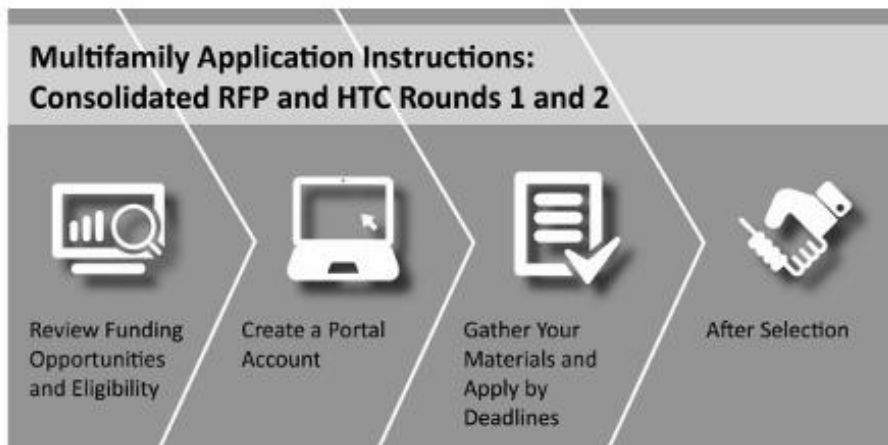 Multifamily Application Instructions:
Consolidated RFP and HTC Rounds 1 and 2
Review Funding
Opportunities
and Eligibility
Create a Portal
Account
Gather Your
Materials and
Apply by
Deadlines
After Selection